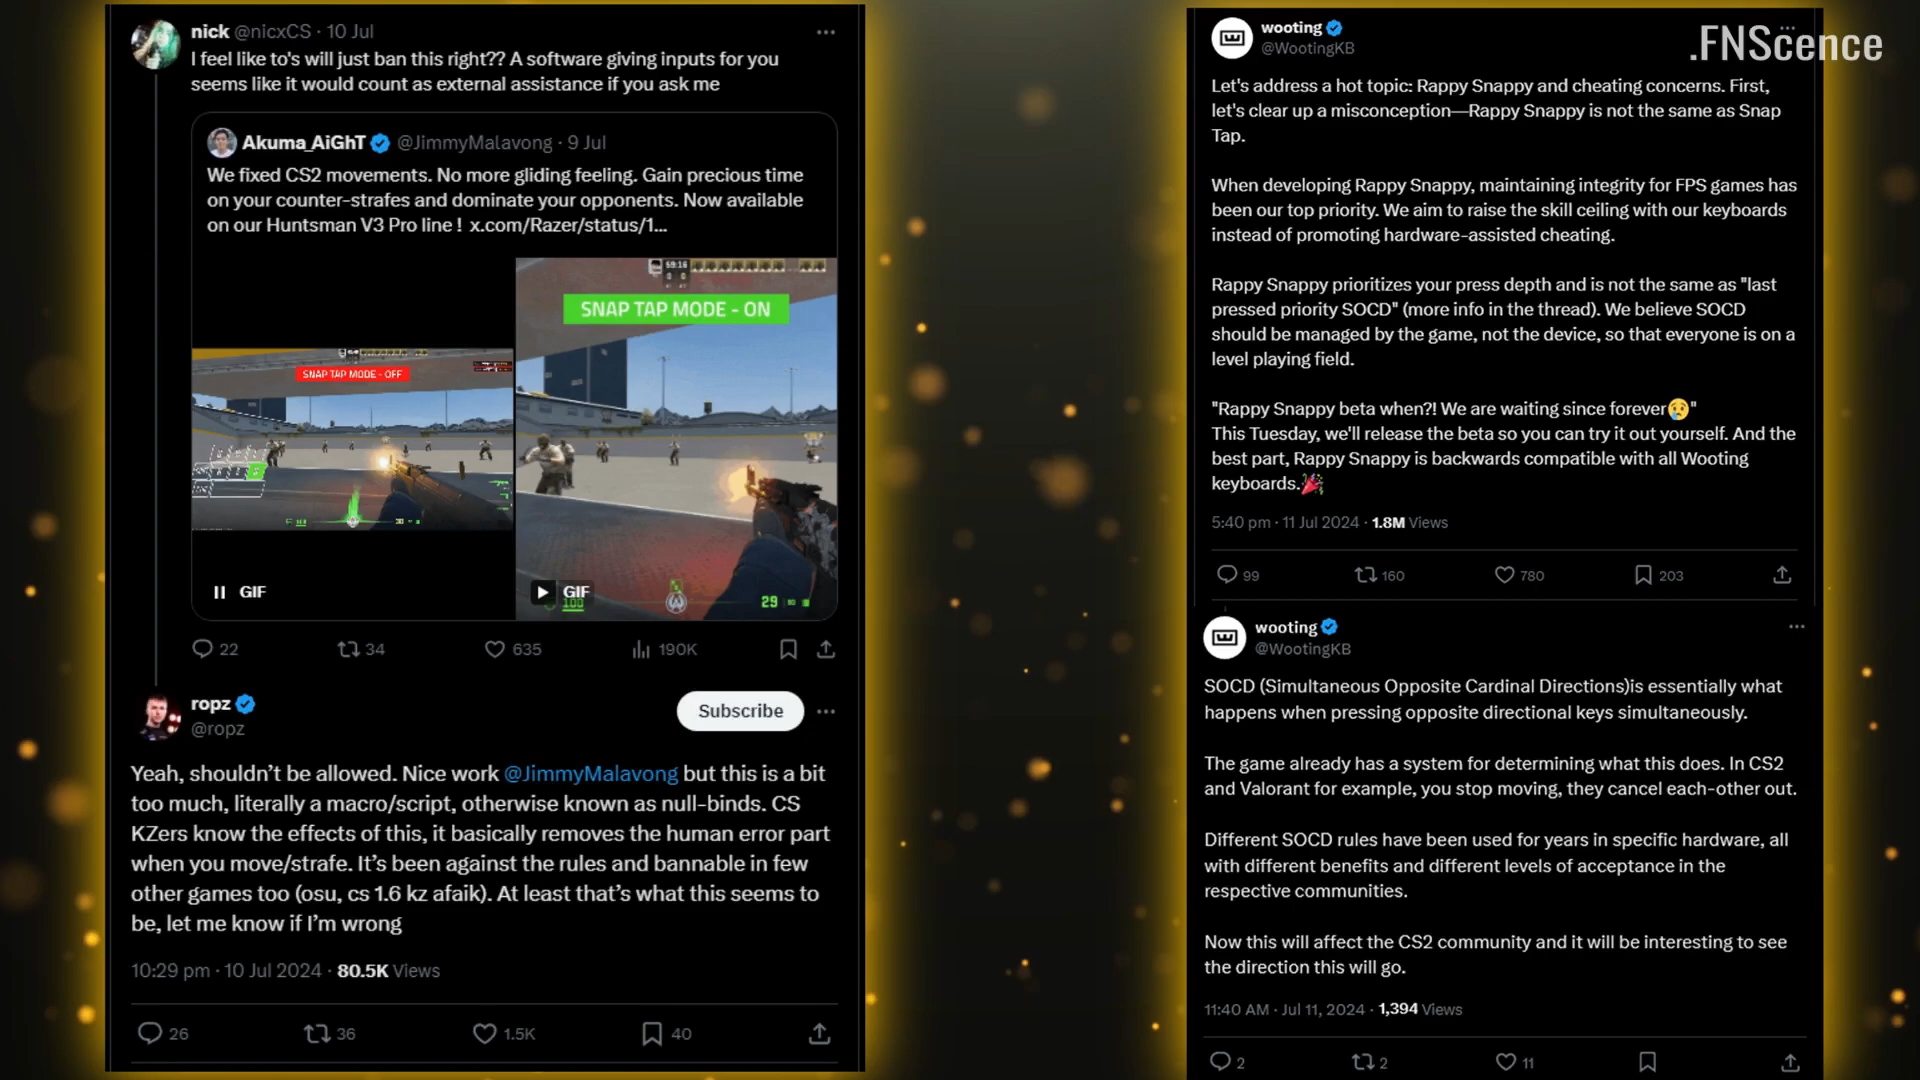 nick @nicxCS · 10 Jul
I feel like to's will just ban this right?? A software giving inputs for you
seems like it would count as external assistance if you ask me
Akuma_AiGhT @JimmyMalavong · 9 Jul
We fixed CS2 movements. No more gliding feeling. Gain precious time
on your counter-strafes and dominate your opponents. Now available
on our Huntsman V3 Pro line ! x.com/Razer/status/1...
SNAP TAP MODE - OFF
GIF
59:16
SNAP TAP MODE - ON
GIF
100
29
22 34 635 190K
ropz
@ropz
Subscribe
Yeah, shouldn't be allowed. Nice work @JimmyMalavong but this is a bit
too much, literally a macro/script, otherwise known as null-binds. CS
KZers know the effects of this, it basically removes the human error part
when you move/strafe. It's been against the rules and bannable in few
other games too (osu, cs 1.6 kz afaik). At least that's what this seems to
be, let me know if I'm wrong
10:29 pm · 10 Jul 2024 · 80.5K Views
26 36 1.5K 40
.FNScence
wooting
@WootingKB
Let's address a hot topic: Rappy Snappy and cheating concerns. First,
let's clear up a misconception—Rappy Snappy is not the same as Snap
Tap.
When developing Rappy Snappy, maintaining integrity for FPS games has
been our top priority. We aim to raise the skill ceiling with our keyboards
instead of promoting hardware-assisted cheating.
Rappy Snappy prioritizes your press depth and is not the same as "last
pressed priority SOCD" (more info in the thread). We believe SOCD
should be managed by the game, not the device, so that everyone is on a
level playing field.
"Rappy Snappy beta when?! We are waiting since forever😢"
This Tuesday, we'll release the beta so you can try it out yourself. And the
best part, Rappy Snappy is backwards compatible with all Wooting
keyboards.🎉
5:40 pm · 11 Jul 2024 · 1.8M Views
99 160 780 203
wooting
@WootingKB
SOCD (Simultaneous Opposite Cardinal Directions)is essentially what
happens when pressing opposite directional keys simultaneously.
The game already has a system for determining what this does. In CS2
and Valorant for example, you stop moving, they cancel each-other out.
Different SOCD rules have been used for years in specific hardware, all
with different benefits and different levels of acceptance in the
respective communities.
Now this will affect the CS2 community and it will be interesting to see
the direction this will go.
11:40 AM · Jul 11, 2024 · 1,394 Views
2 2 11